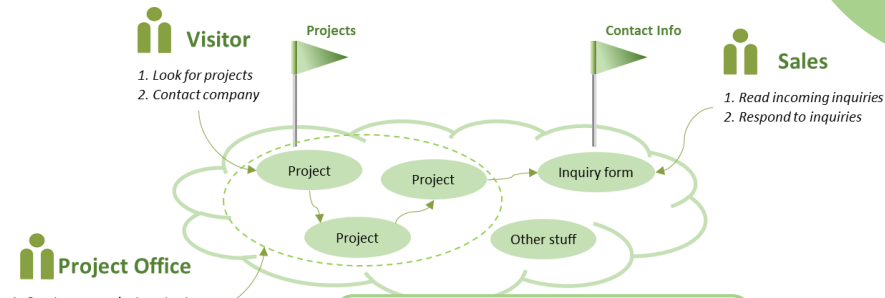 Projects
Contact Info
Visitor
1. Look for projects
2. Contact company
Sales
1. Read incoming inquiries
2. Respond to inquiries
Project
Project
Inquiry form
Project
Other stuff
Project Office